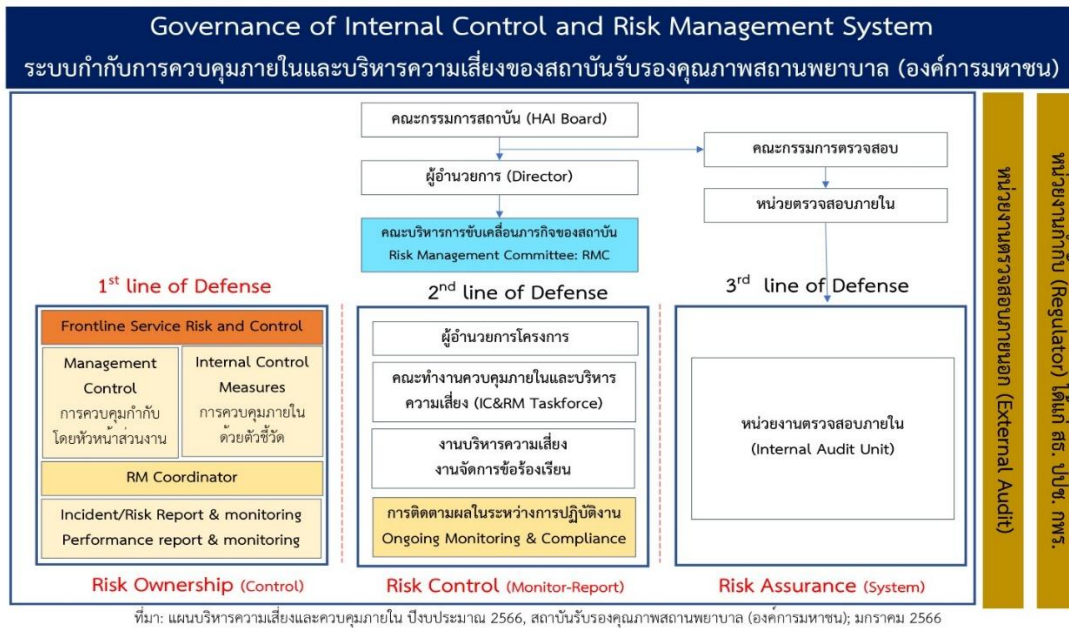 Governance of Internal Control and Risk Management System
ระบบกำกับการควบคุมภายในและบริหารความเสี่ยงของสถาบันรับรองคุณภาพสถานพยาบาล (องค์การมหาชน)
คณะกรรมการสถาบัน (HAI Board)
คณะกรรมการตรวจสอบ
ผู้อำนวยการ (Director)
หน่วยตรวจสอบภายใน
คณะบริหารการขับเคลื่อนภารกิจของสถาบัน
Risk Management Committee: RMC
1st line of Defense
2nd line of Defense
3rd line of Defense
Frontline Service Risk and Control
Management
Control
การควบคุมกำกับ
โดยหัวหน้าส่วนงาน
Internal Control
Measures
การควบคุมภายใน
ด้วยตัวชี้วัด
RM Coordinator
Incident/Risk Report & monitoring
Performance report & monitoring
ผู้อำนวยการโครงการ
คณะทำงานควบคุมภายในและบริหาร
ความเสี่ยง (IC&RM Taskforce)
งานบริหารความเสี่ยง
งานจัดการข้อร้องเรียน
การติดตามผลในระหว่างการปฏิบัติงาน
Ongoing Monitoring & Compliance
หน่วยงานตรวจสอบภายใน
(Internal Audit Unit)
Risk Ownership (Control)
Risk Control (Monitor-Report)
Risk Assurance (System)
หน่วยงานตรวจสอบภายนอก (External Audit)
หน่วยงานกำกับ (Regulator) ได้แก่ สธ. ปปช. กพร.
ที่มา: แผนบริหารความเสี่ยงและควบคุมภายใน ปีงบประมาณ 2566, สถาบันรับรองคุณภาพสถานพยาบาล (องค์การมหาชน); มกราคม 2566